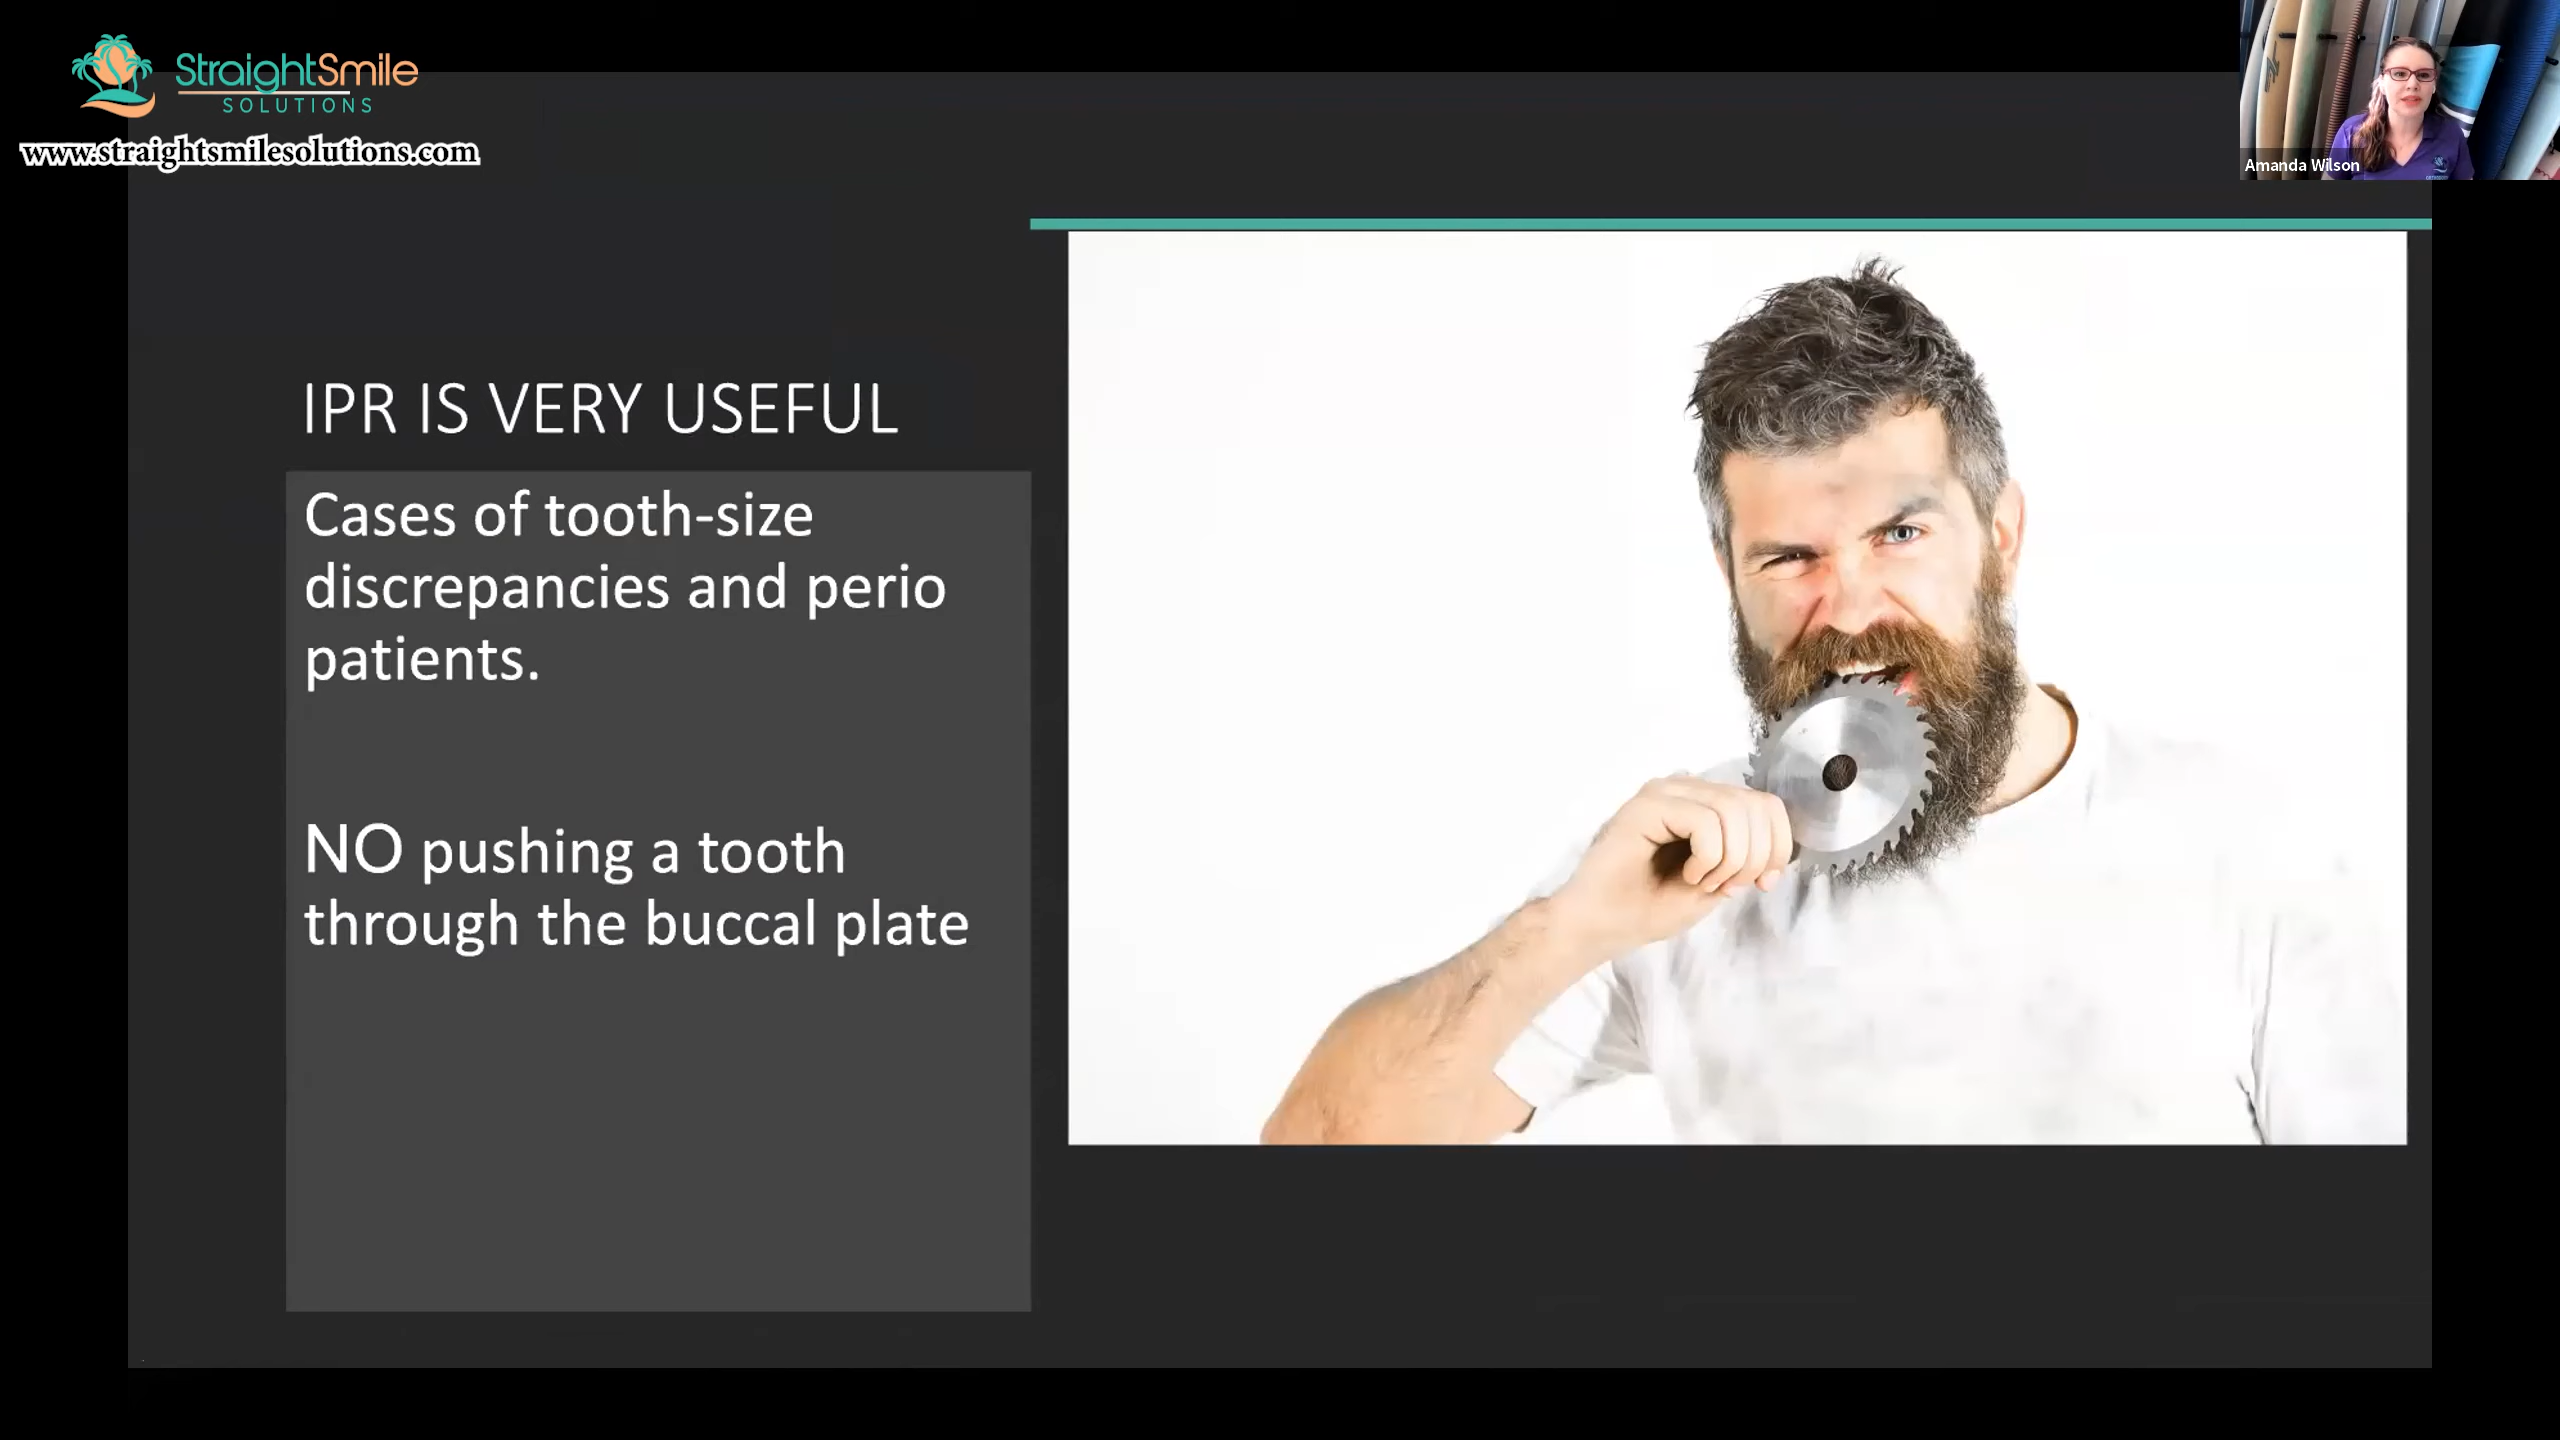 StraightSmile
SOLUTIONS
www.straightsmilesolutions.com
Amanda Wilson
IPR IS VERY USEFUL
Cases of tooth-size
discrepancies and perio
patients.
NO pushing a tooth
through the buccal plate